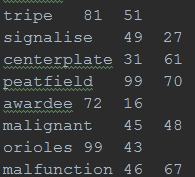 tripe 81 51
signalise 49 27
centerplate 31 61
peatfield 99 70
awardee 72 16
malignant 45 48
orioles 99 43
malfunction 46 67